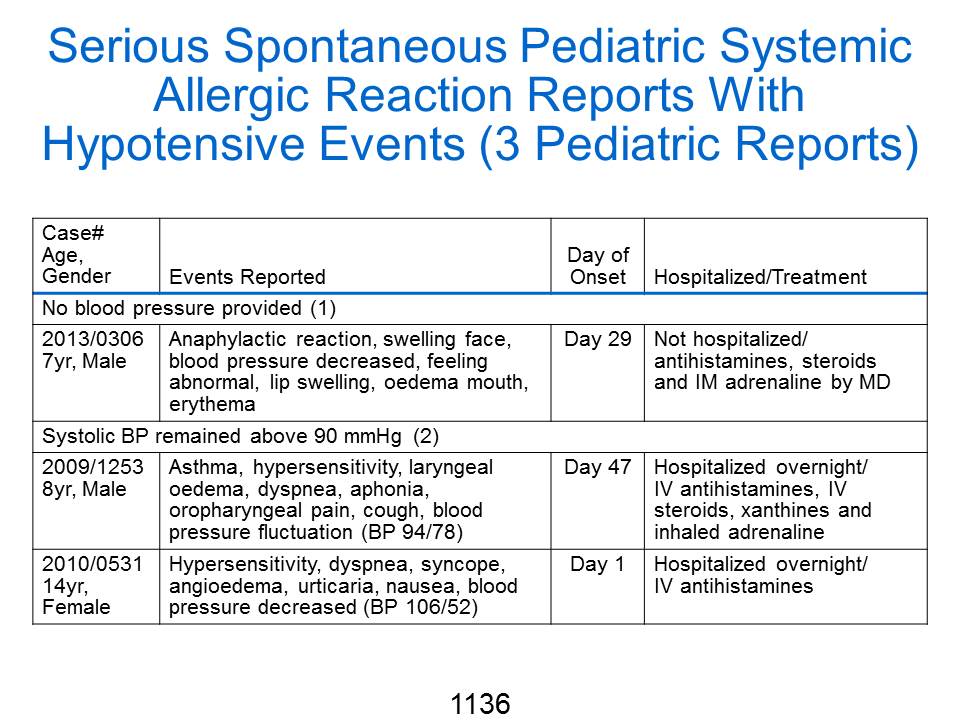 Serious Spontaneous Pediatric Systemic
Allergic Reaction Reports With
Hypotensive Events (3 Pediatric Reports)
Case#
Age,
Gender
Events Reported
Day of
Onset
Hospitalized/Treatment
No blood pressure provided (1)
2013/0306
7yr, Male
Anaphylactic reaction, swelling face,
blood pressure decreased, feeling
abnormal, lip swelling, oedema mouth,
erythema
Day 29
Not hospitalized/
antihistamines, steroids
and IM adrenaline by MD
Systolic BP remained above 90 mmHg (2)
2009/1253
8yr, Male
Asthma, hypersensitivity, laryngeal
oedema, dyspnea, aphonia,
oropharyngeal pain, cough, blood
pressure fluctuation (BP 94/78)
Day 47
Hospitalized overnight/
IV antihistamines, IV
steroids, xanthines and
inhaled adrenaline
2010/0531
14yr,
Female
Hypersensitivity, dyspnea, syncope,
angioedema, urticaria, nausea, blood
pressure decreased (BP 106/52)
Day 1
Hospitalized overnight/
IV antihistamines
1136